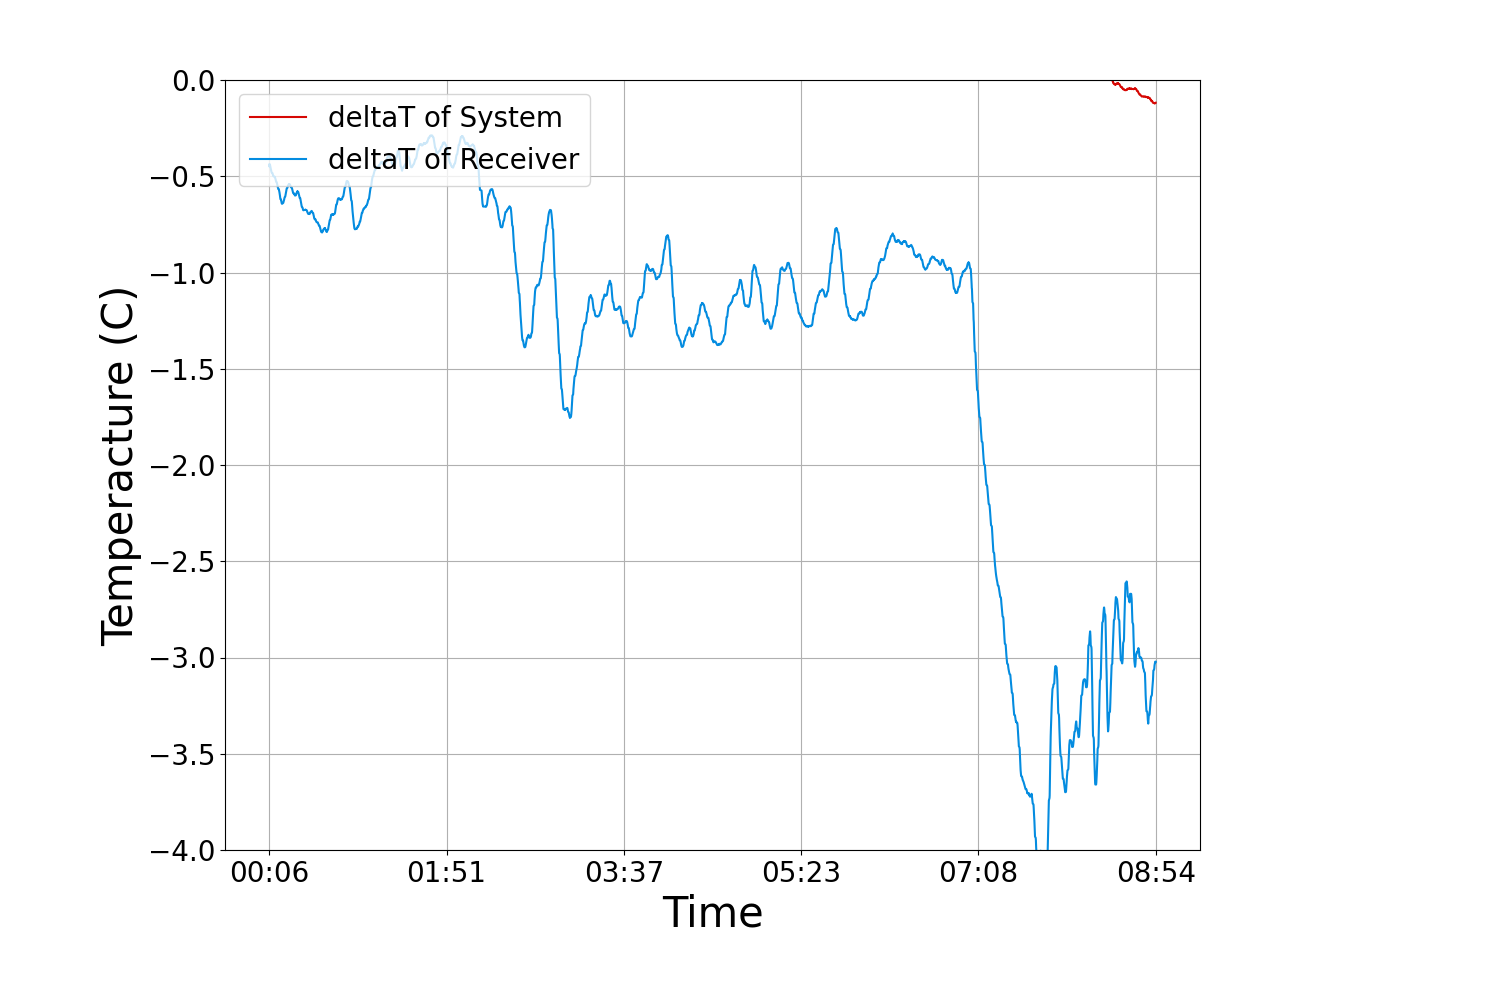 0.0
−0.5
−1.0
−1.5
−2.0
−2.5
−3.0
−3.5
−4.0
Temperacture (C)
deltaT of System
deltaT of Receiver
00:06 01:51 03:37 05:23 07:08 08:54
Time